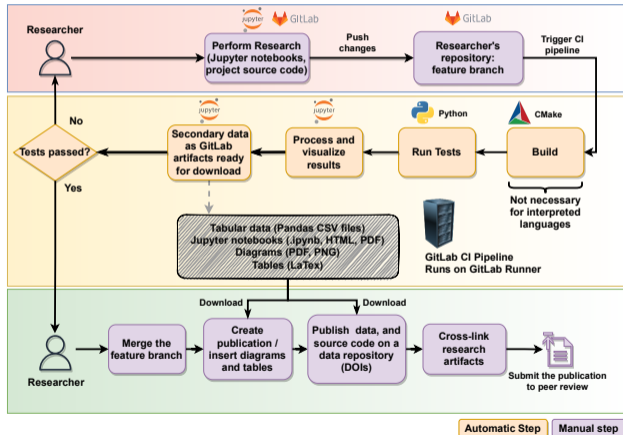 jupyter
GitLab
GitLab
Researcher
Perform Research
(Jupyter notebooks,
project source code)
Push
changes
Researcher's
repository:
feature branch
Trigger CI
pipeline
jupyter
jupyter
Python
CMake
No
Tests passed?
Yes
Secondary data
as GitLab
artifacts ready
for download
Process and
visualize
results
Run Tests
Build
Not necessary
for interpreted
languages
Tabular data (Pandas CSV files)
Jupyter notebooks (.ipynb, HTML, PDF)
Diagrams (PDF, PNG)
Tables (LaTex)
GitLab CI Pipeline
Runs on GitLab Runner
Download
Download
Researcher
Merge the
feature branch
Create
publication /
insert diagrams
and tables
Publish data, and
source code on a
data repository
(DOIs)
Cross-link
research
artifacts
Submit the publication
to peer review
Automatic Step
Manual step